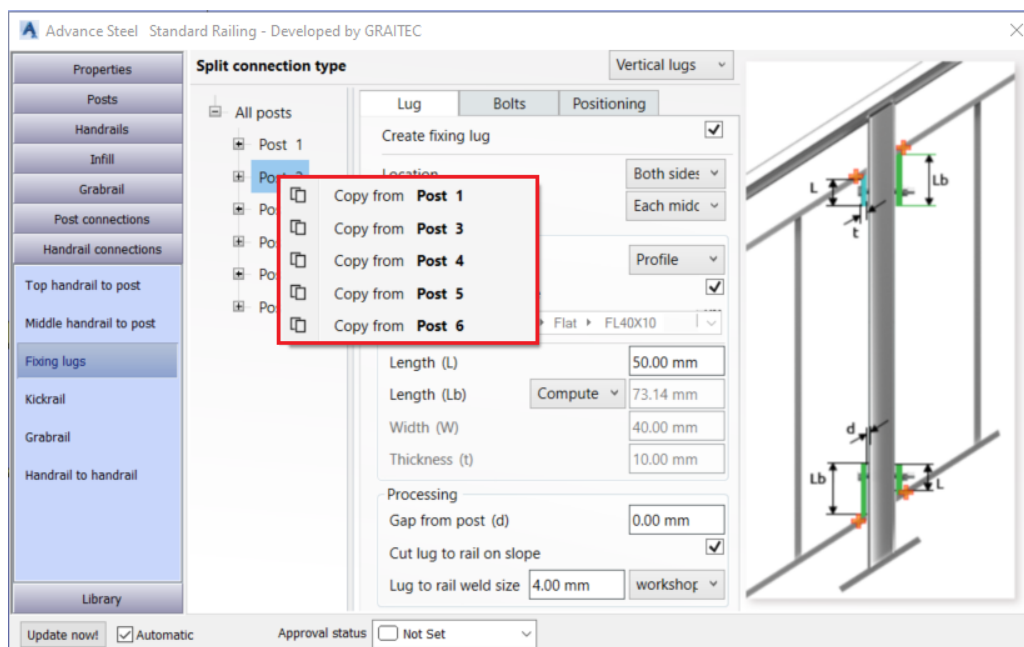 Advance Steel Standard Railing - Developed by GRAITEC
Properties
Posts
Handrails
Infill
Grabrail
Post connections
Handrail connections
Top handrail to post
Middle handrail to post
Fixing lugs
Kickrail
Grabrail
Handrail to handrail
Library
Split connection type
Vertical lugs
All posts
Post 1
Copy from Post 1
Copy from Post 3
Copy from Post 4
Copy from Post 5
Copy from Post 6
Lug Bolts Positioning
Create fixing lug
Location Both sides
Each midc
Profile
Flat FL40X10
Length (L) 50.00 mm
Length (Lb) Compute 73.14 mm
Width (W) 40.00 mm
Thickness (t) 10.00 mm
Processing
Gap from post (d) 0.00 mm
Cut lug to rail on slope
Lug to rail weld size 4.00 mm workshop
L
Lb
t
d
Lb
L
Update now! Automatic Approval status Not Set